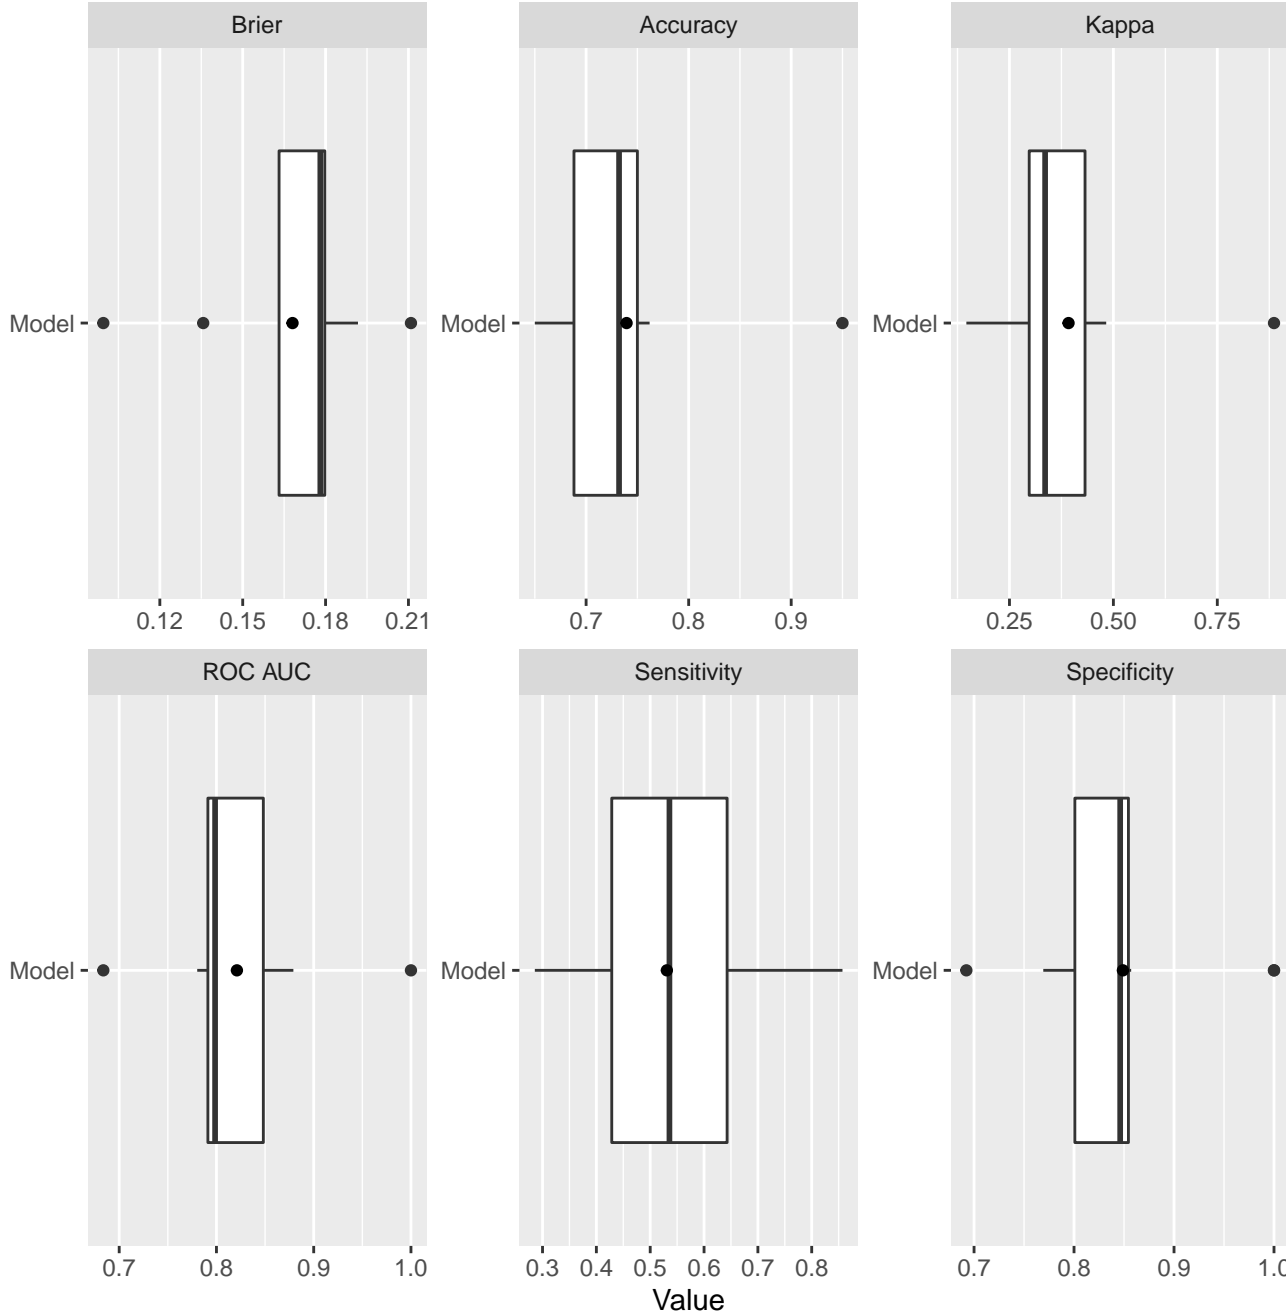 Brier Accuracy Kappa
Model Model Model
0.12 0.15 0.18 0.21 0.7 0.8 0.9 0.25 0.50 0.75
ROC AUC Sensitivity Specificity
Model Model Model
0.7 0.8 0.9 1.0 0.3 0.4 0.5 0.6 0.7 0.8 0.7 0.8 0.9 1.0
Value